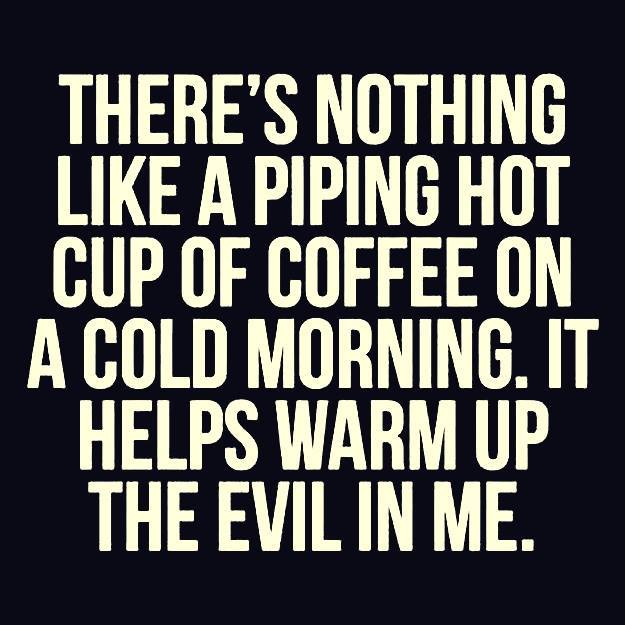 THERE’S NOTHING
LIKE A PIPING HOT
CUP OF COFFEE ON
A COLD MORNING. IT
HELPS WARM UP
THE EVIL IN ME.